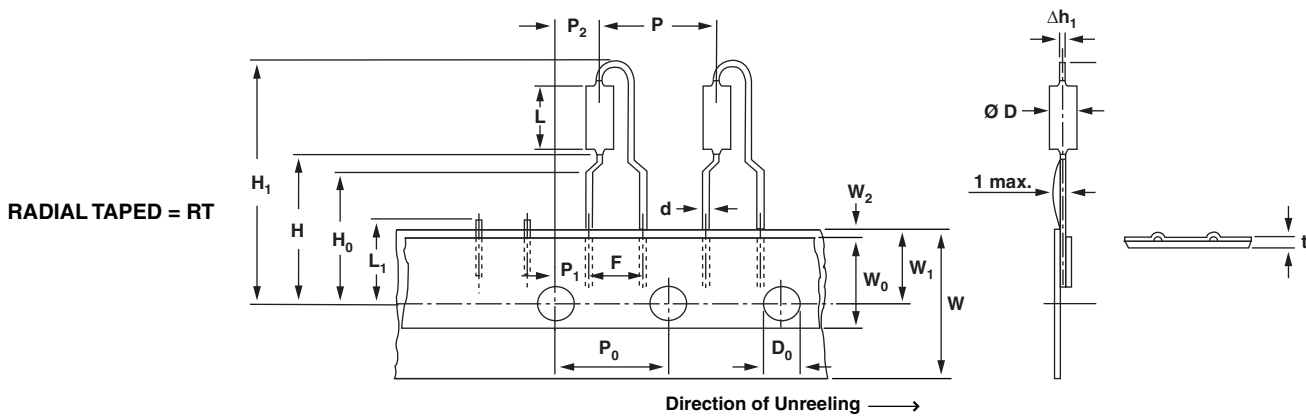 P2
P
Δh1
L
Ø D
H1
H
H0
1 max.
RADIAL TAPED = RT
d
W2
L1
P1
F
W0
W1
W
t
P0
D0
Direction of Unreeling →